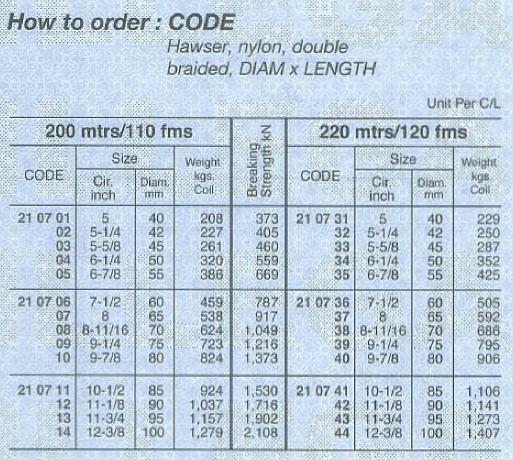 How to order : CODE
Hawser, nylon, double
braided, DIAM x LENGTH
Unit Per C/L
200 mtrs/110 fms Breaking Strength kN 220 mtrs/120 fms
CODE Size Weight kgs. Coil CODE Size Weight kgs. Coil
Cir. inch Diam. mm Cir. inch Diam. mm
21 07 01 5 40 208 373 21 07 31 5 40 229
02 5-1/4 42 227 405 32 5-1/4 42 250
03 5-5/8 45 261 460 33 5-5/8 45 287
04 6-1/4 50 320 559 34 6-1/4 50 352
05 6-7/8 55 386 669 35 6-7/8 55 425
21 07 06 7-1/2 60 459 787 21 07 36 7-1/2 60 505
07 8 65 538 917 37 8 65 592
08 8-11/16 70 624 1,049 38 8-11/16 70 686
09 9-1/4 75 723 1,216 39 9-1/4 75 795
10 9-7/8 80 824 1,373 40 9-7/8 80 906
21 07 11 10-1/2 85 924 1,530 21 07 41 10-1/2 85 1,106
12 11-1/8 90 1,037 1,716 42 11-1/8 90 1,141
13 11-3/4 95 1,157 1,902 43 11-3/4 95 1,273
14 12-3/8 100 1,279 2,108 44 12-3/8 100 1,407